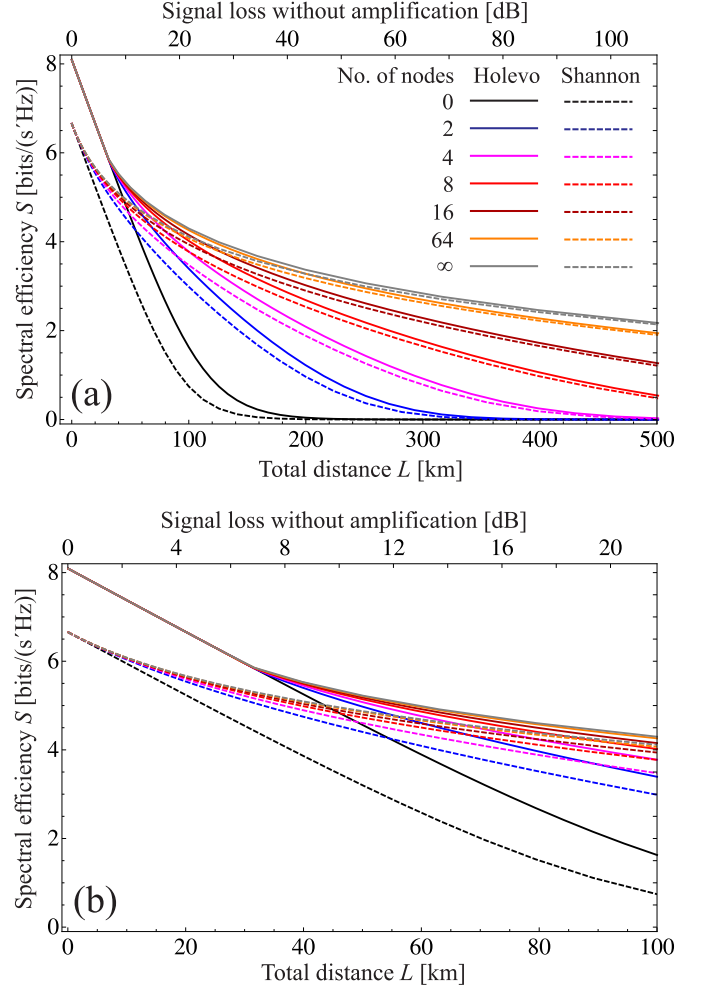 Signal loss without amplification [dB]
0 20 40 60 80 100
No. of nodes Holevo Shannon
0
2
4
8
16
64
∞
8
6
4
2
0
Spectral efficiency S [bits/(s´Hz)]
(a)
0 100 200 300 400 500
Total distance L [km]
Signal loss without amplification [dB]
0 4 8 12 16 20
8
6
4
2
0
Spectral efficiency S [bits/(s´Hz)]
(b)
0 20 40 60 80 100
Total distance L [km]